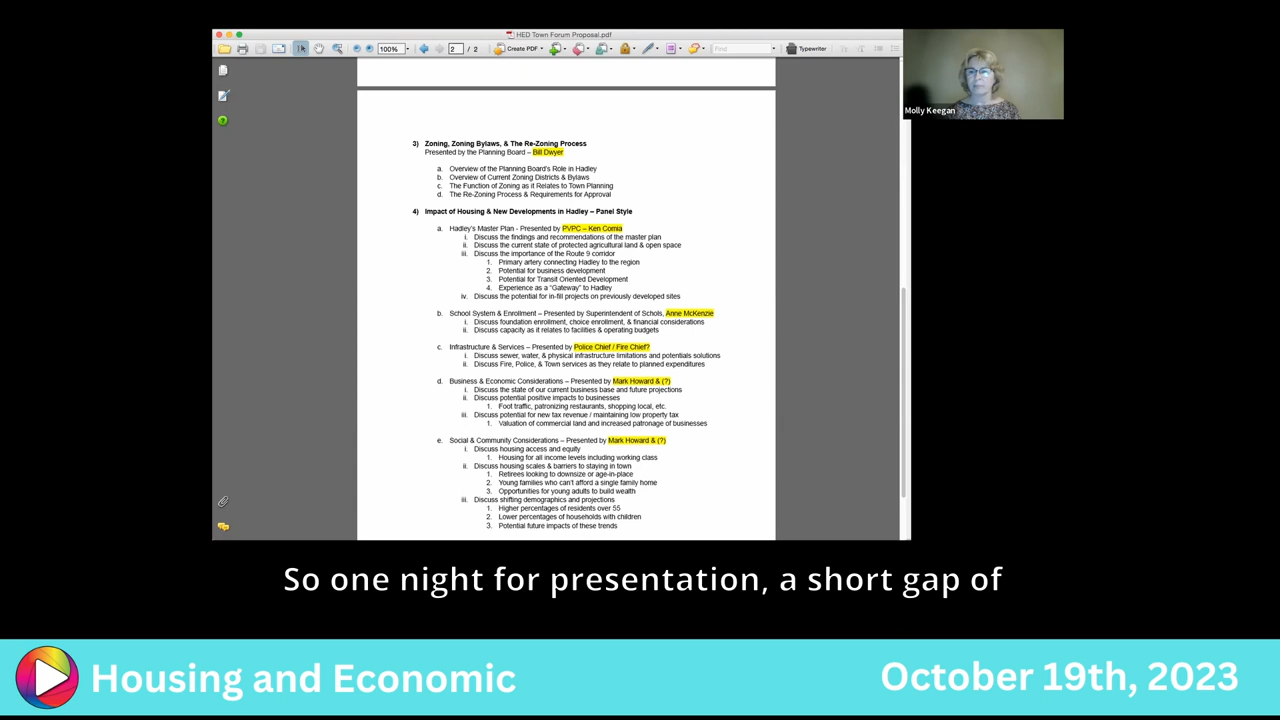 HED Town Forum Proposal.pdf
100%
2 / 2
Create PDF
Find
Typewriter
Molly Keegan
3) Zoning, Zoning Bylaws, & The Re-Zoning Process
Presented by the Planning Board – Bill Dwyer
a. Overview of the Planning Board's Role in Hadley
b. Overview of Current Zoning Districts & Bylaws
c. The Function of Zoning as it Relates to Town Planning
d. The Re-Zoning Process & Requirements for Approval
4) Impact of Housing & New Developments in Hadley – Panel Style
a. Hadley's Master Plan - Presented by PVPC – Ken Comia
i. Discuss the findings and recommendations of the master plan
ii. Discuss the current state of protected agricultural land & open space
iii. Discuss the importance of the Route 9 corridor
1. Primary artery connecting Hadley to the region
2. Potential for business development
3. Potential for Transit Oriented Development
4. Experience as a "Gateway" to Hadley
iv. Discuss the potential for in-fill projects on previously developed sites
b. School System & Enrollment – Presented by Superintendent of Schols, Anne McKenzie
i. Discuss foundation enrollment, choice enrollment, & financial considerations
ii. Discuss capacity as it relates to facilities & operating budgets
c. Infrastructure & Services – Presented by Police Chief / Fire Chief?
i. Discuss sewer, water, & physical infrastructure limitations and potentials solutions
ii. Discuss Fire, Police, & Town services as they relate to planned expenditures
d. Business & Economic Considerations – Presented by Mark Howard & (?)
i. Discuss the state of our current business base and future projections
ii. Discuss potential positive impacts to businesses
1. Foot traffic, patronizing restaurants, shopping local, etc.
iii. Discuss potential for new tax revenue / maintaining low property tax
1. Valuation of commercial land and increased patronage of businesses
e. Social & Community Considerations – Presented by Mark Howard & (?)
i. Discuss housing access and equity
1. Housing for all income levels including working class
ii. Discuss housing scales & barriers to staying in town
1. Retirees looking to downsize or age-in-place
2. Young families who can't afford a single family home
3. Opportunities for young adults to build wealth
iii. Discuss shifting demographics and projections
1. Higher percentages of residents over 55
2. Lower percentages of households with children
3. Potential future impacts of these trends
So one night for presentation, a short gap of
Housing and Economic
October 19th, 2023